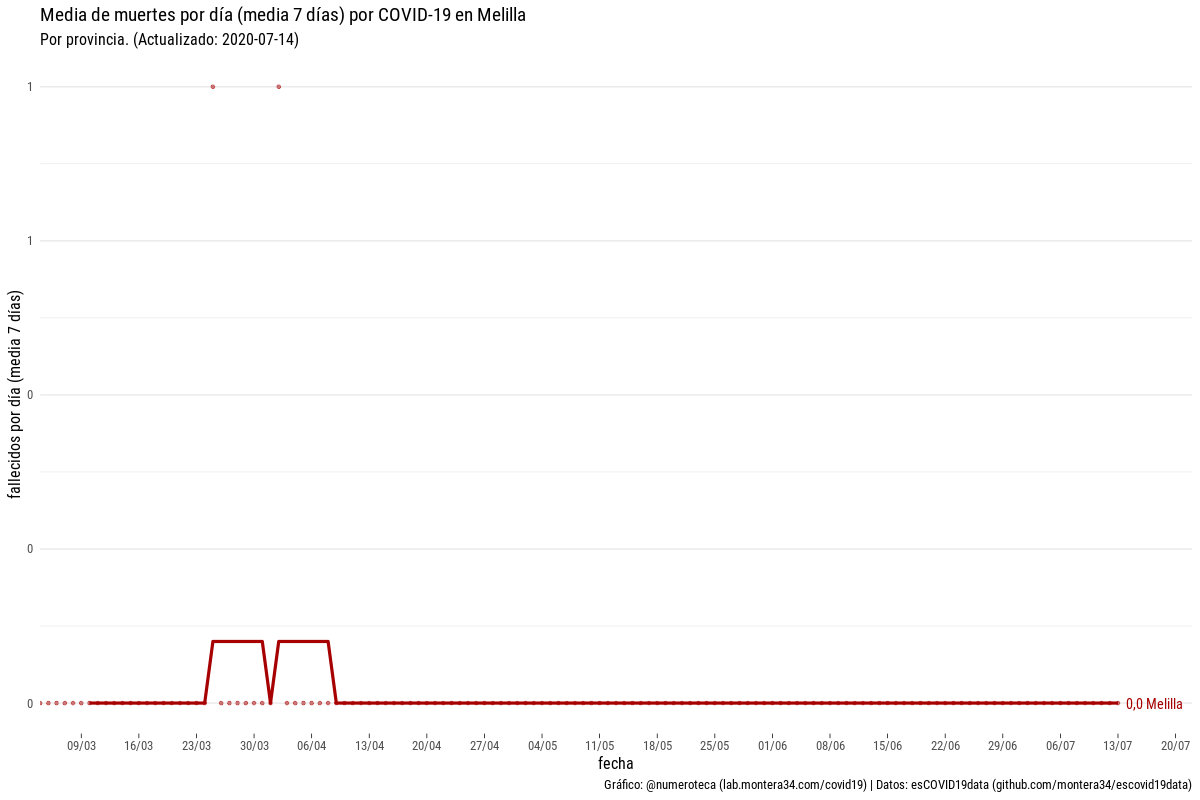 Media de muertes por día (media 7 días) por COVID-19 en Melilla
Por provincia. (Actualizado: 2020-07-14)
1
1
0
0
0
fallecidos por día (media 7 días)
0,0 Melilla
09/03 16/03 23/03 30/03 06/04 13/04 20/04 27/04 04/05 11/05 18/05 25/05 01/06 08/06 15/06 22/06 29/06 06/07 13/07 20/07
fecha
Gráfico: @numeroteca (lab.montera34.com/covid19) | Datos: esCOVID19data (github.com/montera34/escovid19data)